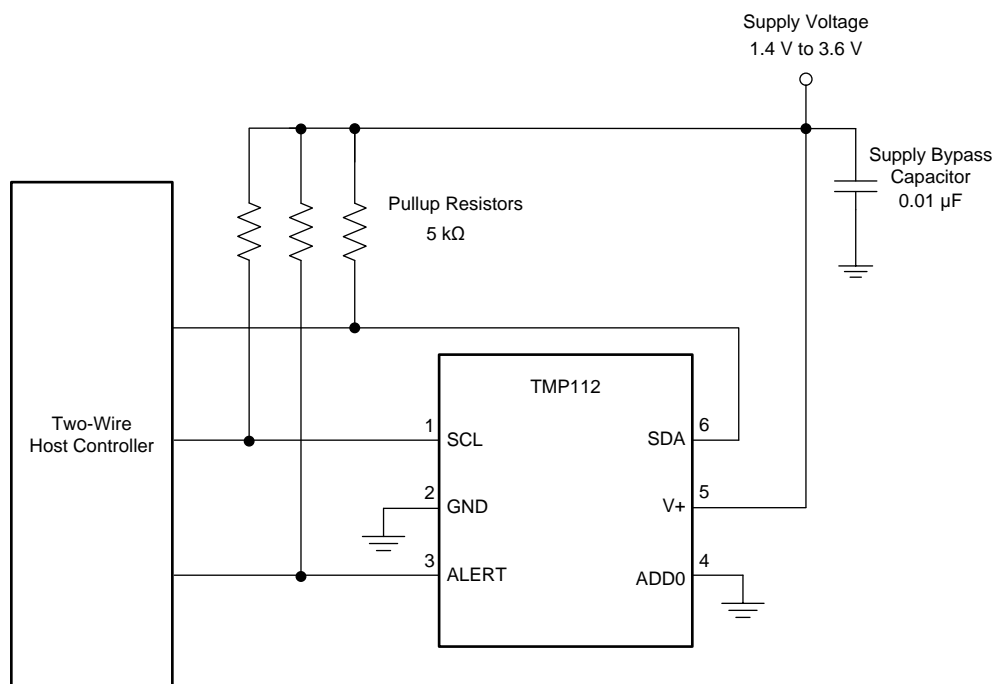 Supply Voltage
1.4 V to 3.6 V
Supply Bypass
Capacitor
0.01 µF
Pullup Resistors
5 kΩ
TMP112
Two-Wire
Host Controller
1
SCL
SDA
6
2
GND
V+
5
3
ALERT
ADD0
4